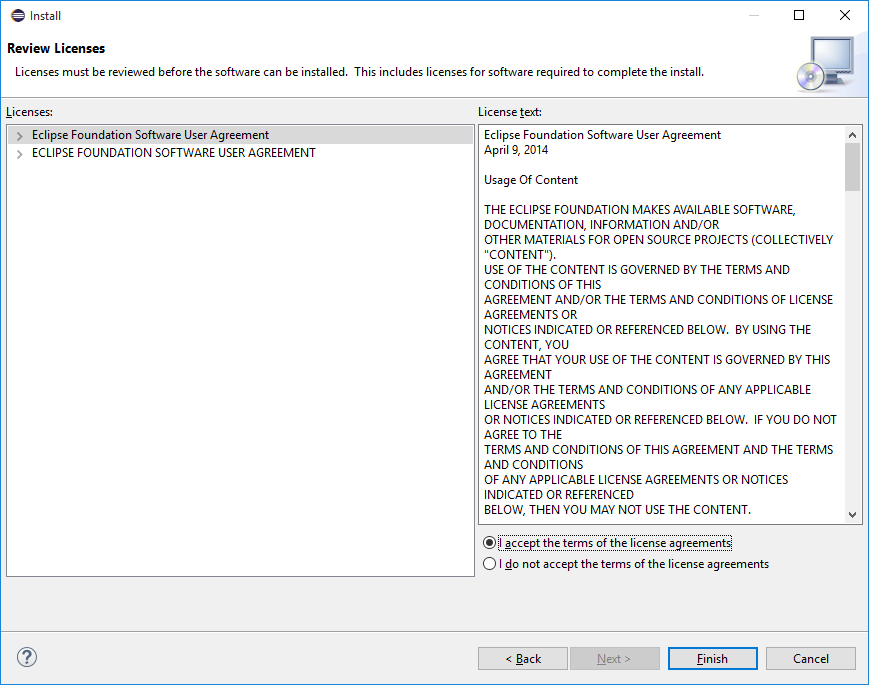 Install
Review Licenses
Licenses must be reviewed before the software can be installed.  This includes licenses for software required to complete the install.
Licenses:
Eclipse Foundation Software User Agreement
ECLIPSE FOUNDATION SOFTWARE USER AGREEMENT
License text:
Eclipse Foundation Software User Agreement
April 9, 2014
Usage Of Content
THE ECLIPSE FOUNDATION MAKES AVAILABLE SOFTWARE,
DOCUMENTATION, INFORMATION AND/OR
OTHER MATERIALS FOR OPEN SOURCE PROJECTS (COLLECTIVELY
"CONTENT").
USE OF THE CONTENT IS GOVERNED BY THE TERMS AND
CONDITIONS OF THIS
AGREEMENT AND/OR THE TERMS AND CONDITIONS OF LICENSE
AGREEMENTS OR
NOTICES INDICATED OR REFERENCED BELOW.  BY USING THE
CONTENT, YOU
AGREE THAT YOUR USE OF THE CONTENT IS GOVERNED BY THIS
AGREEMENT
AND/OR THE TERMS AND CONDITIONS OF ANY APPLICABLE
LICENSE AGREEMENTS
OR NOTICES INDICATED OR REFERENCED BELOW.  IF YOU DO NOT
AGREE TO THE
TERMS AND CONDITIONS OF THIS AGREEMENT AND THE TERMS
AND CONDITIONS
OF ANY APPLICABLE LICENSE AGREEMENTS OR NOTICES
INDICATED OR REFERENCED
BELOW, THEN YOU MAY NOT USE THE CONTENT.
I accept the terms of the license agreements
I do not accept the terms of the license agreements
?
< Back
Next >
Finish
Cancel